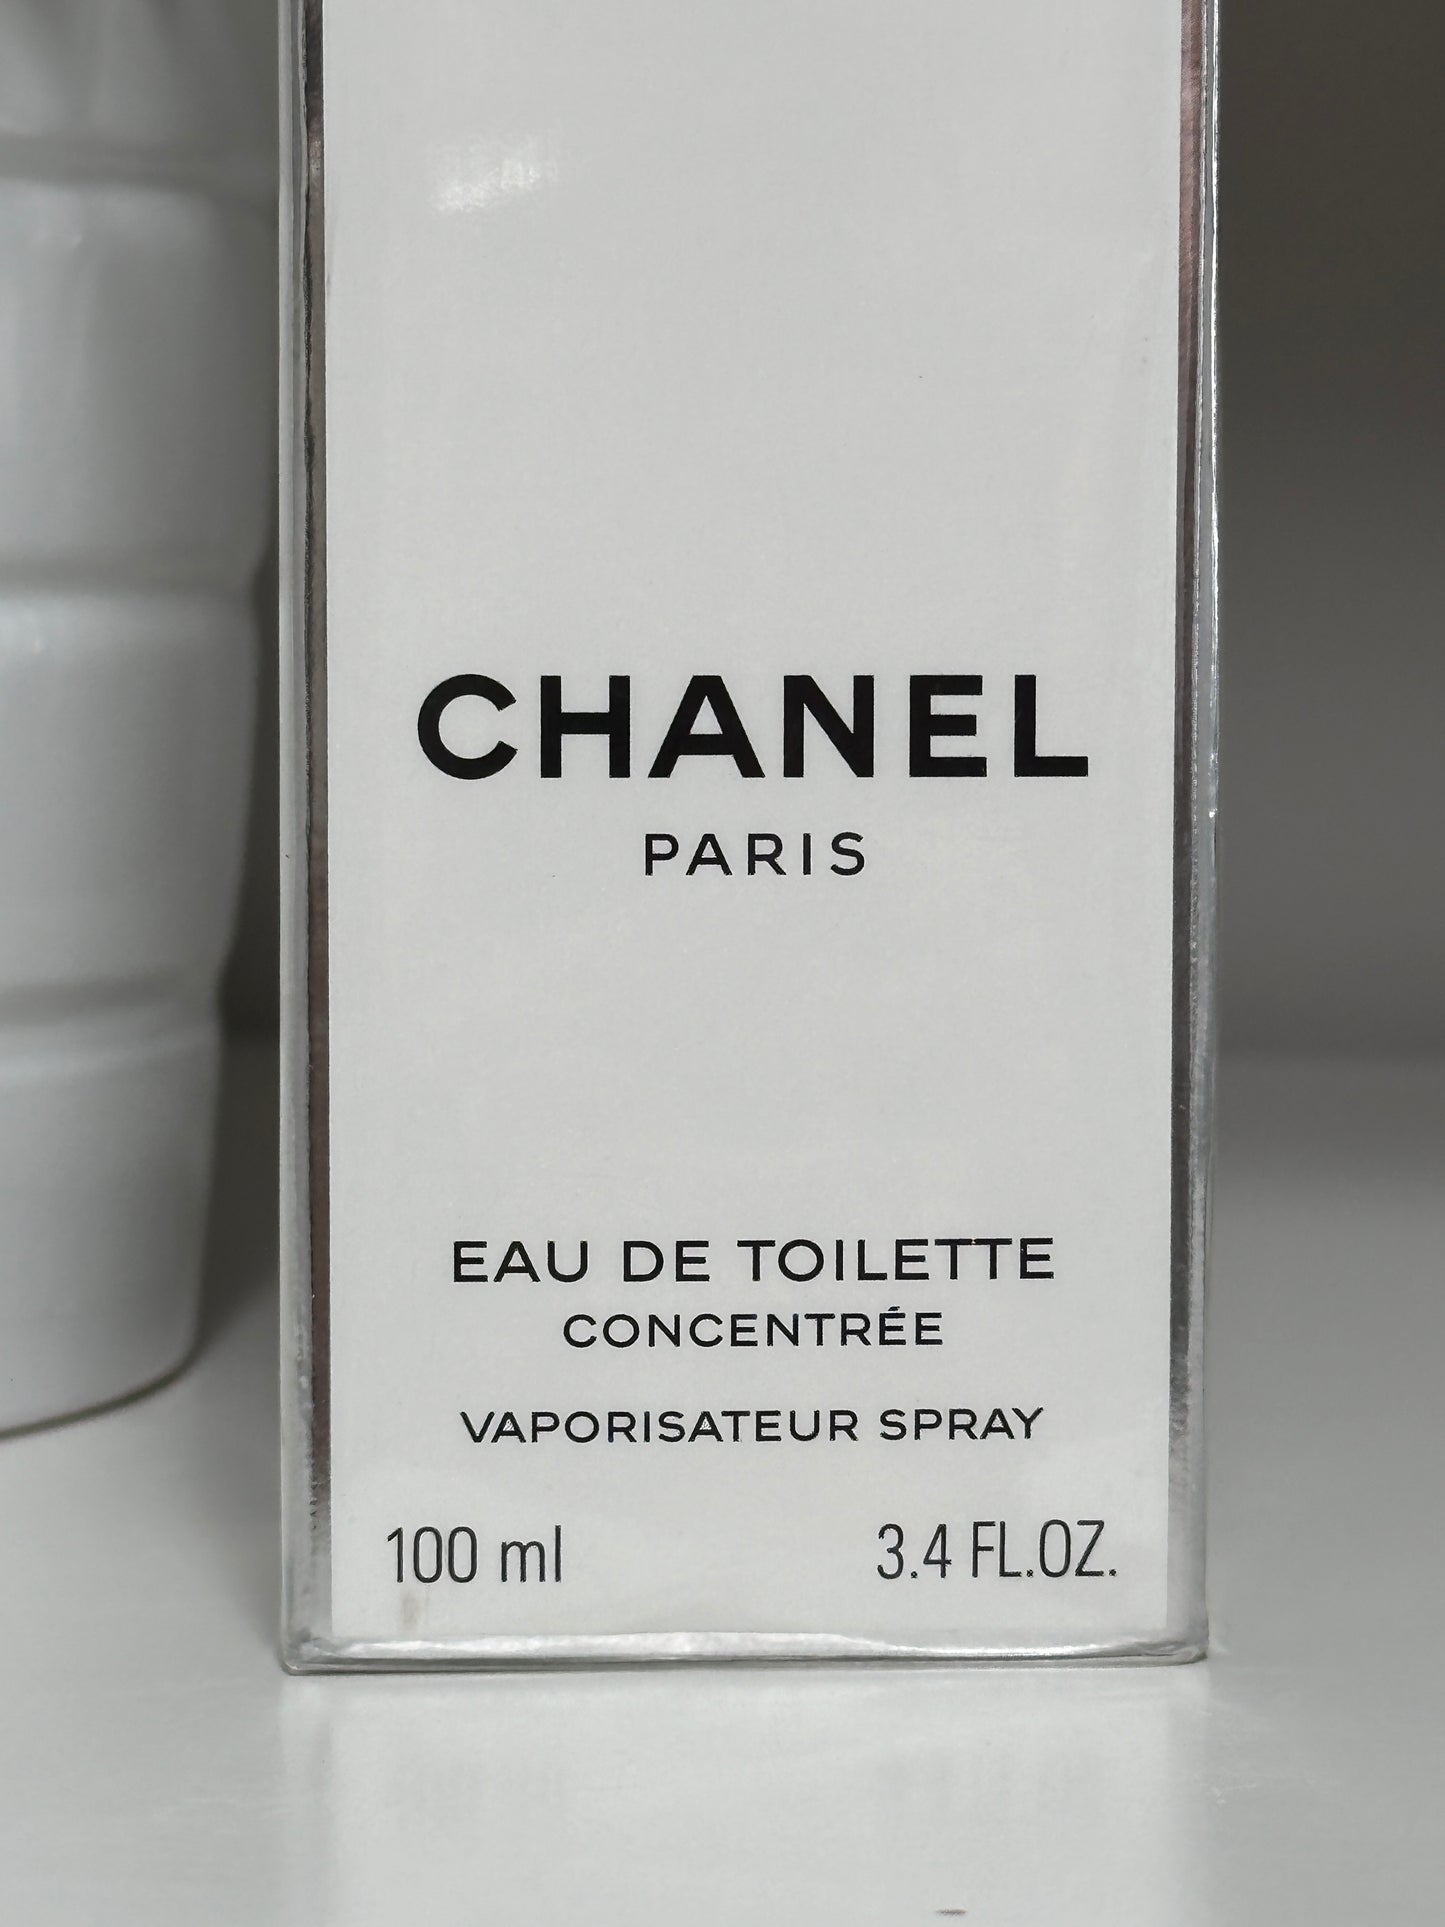 CHANEL
PARIS
EAU DE TOILETTE
CONCENTRÉE
VAPORISATEUR SPRAY
100 ml 3.4 FL.OZ.